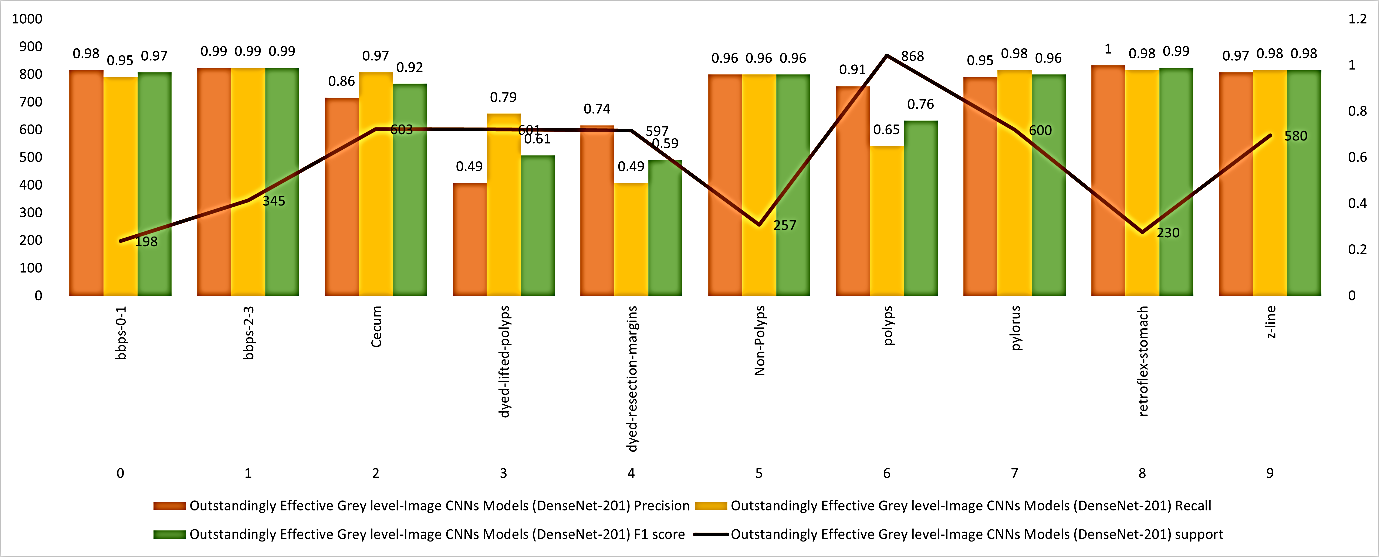 1000
900
800
700
600
500
400
300
200
100
0
1.2
1
0.8
0.6
0.4
0.2
0
0.98 0.95 0.97
0.99 0.99 0.99
0.86 0.97 0.92
0.49 0.79 0.61
0.74 0.49 0.59
0.96 0.96 0.96
0.91 0.65 0.76
0.95 0.98 0.96
1 0.98 0.99
0.97 0.98 0.98
198 345 603 601 597 257 868 600 230 580
bbps-0-1
bbps-2-3
Cecum
dyed-lifted-polyps
dyed-resection-margins
Non-Polyps
polyps
pylorus
retroflex-stomach
z-line
0 1 2 3 4 5 6 7 8 9
Outstandingly Effective Grey level-Image CNNs Models (DenseNet-201) Precision
Outstandingly Effective Grey level-Image CNNs Models (DenseNet-201) Recall
Outstandingly Effective Grey level-Image CNNs Models (DenseNet-201) F1 score
Outstandingly Effective Grey level-Image CNNs Models (DenseNet-201) support